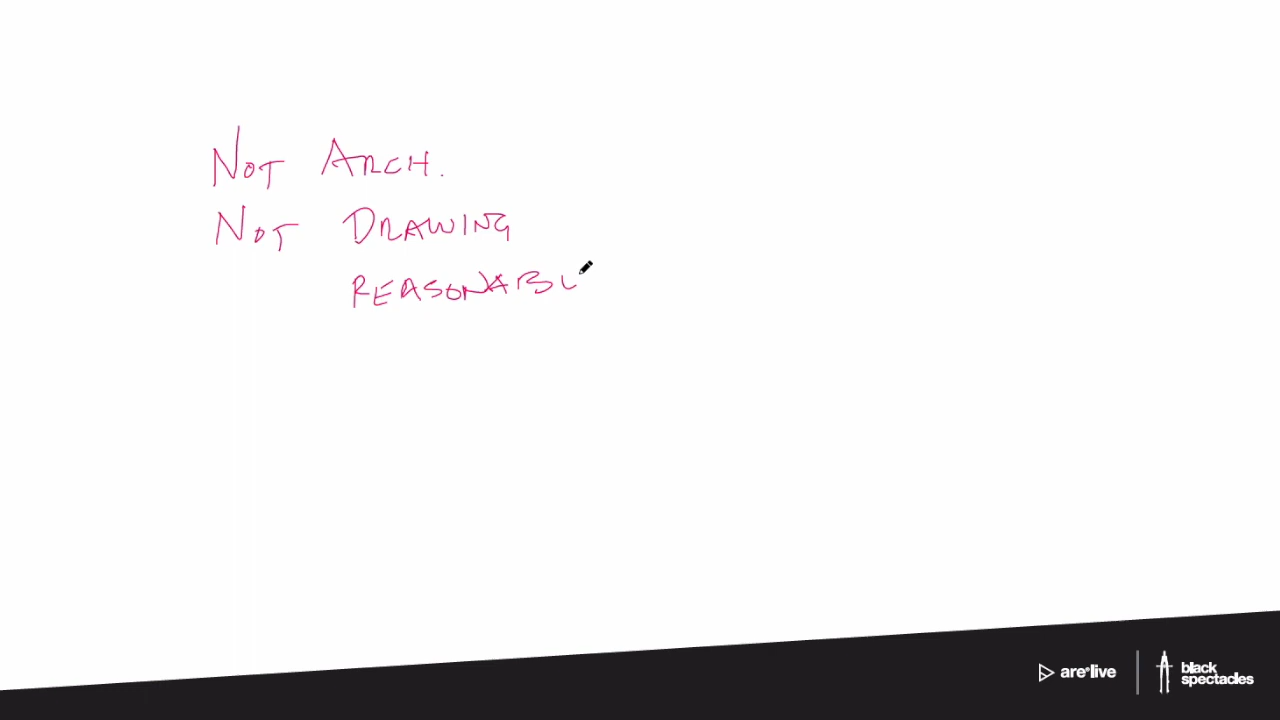 NOT ARCH.
NOT DRAWING
REASONABL
are®live
black
spectacles